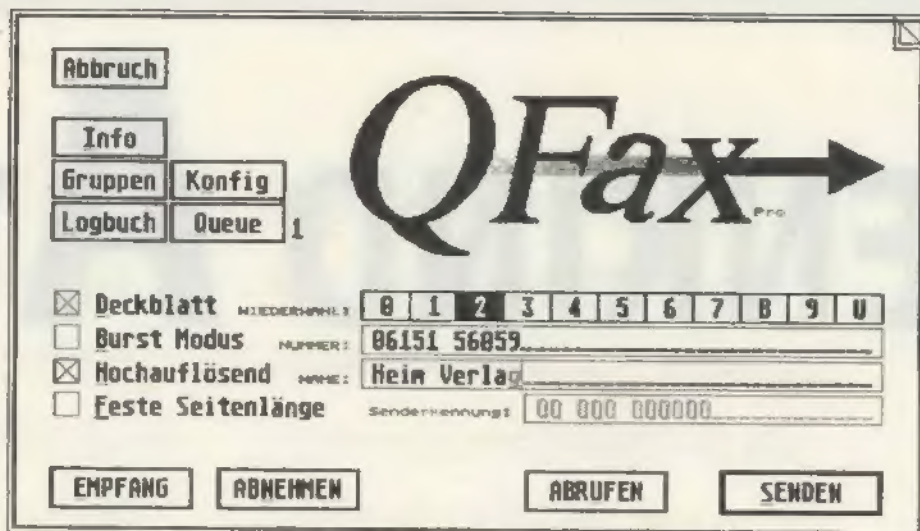 Abbruch
QFax
Pro
Info
Gruppen Konfig
Logbuch Queue 1
Deckblatt WIEDERWAHL: 0 1 2 3 4 5 6 7 8 9 U
Burst Modus NUMMER: 06151 56059
Hochauflösend NAME: Heim Verlag
Feste Seitenlänge Senderkennung: 00 000 000000
EMPFANG ABNEHMEN ABRUFEN SENDEN